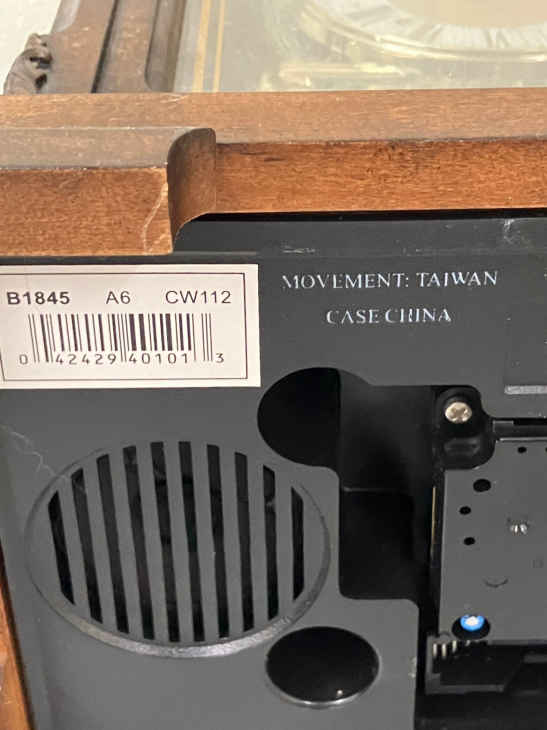 B1845 A6 CW112
0 42429 40101 3
MOVEMENT: TAIWAN
CASE CHINA